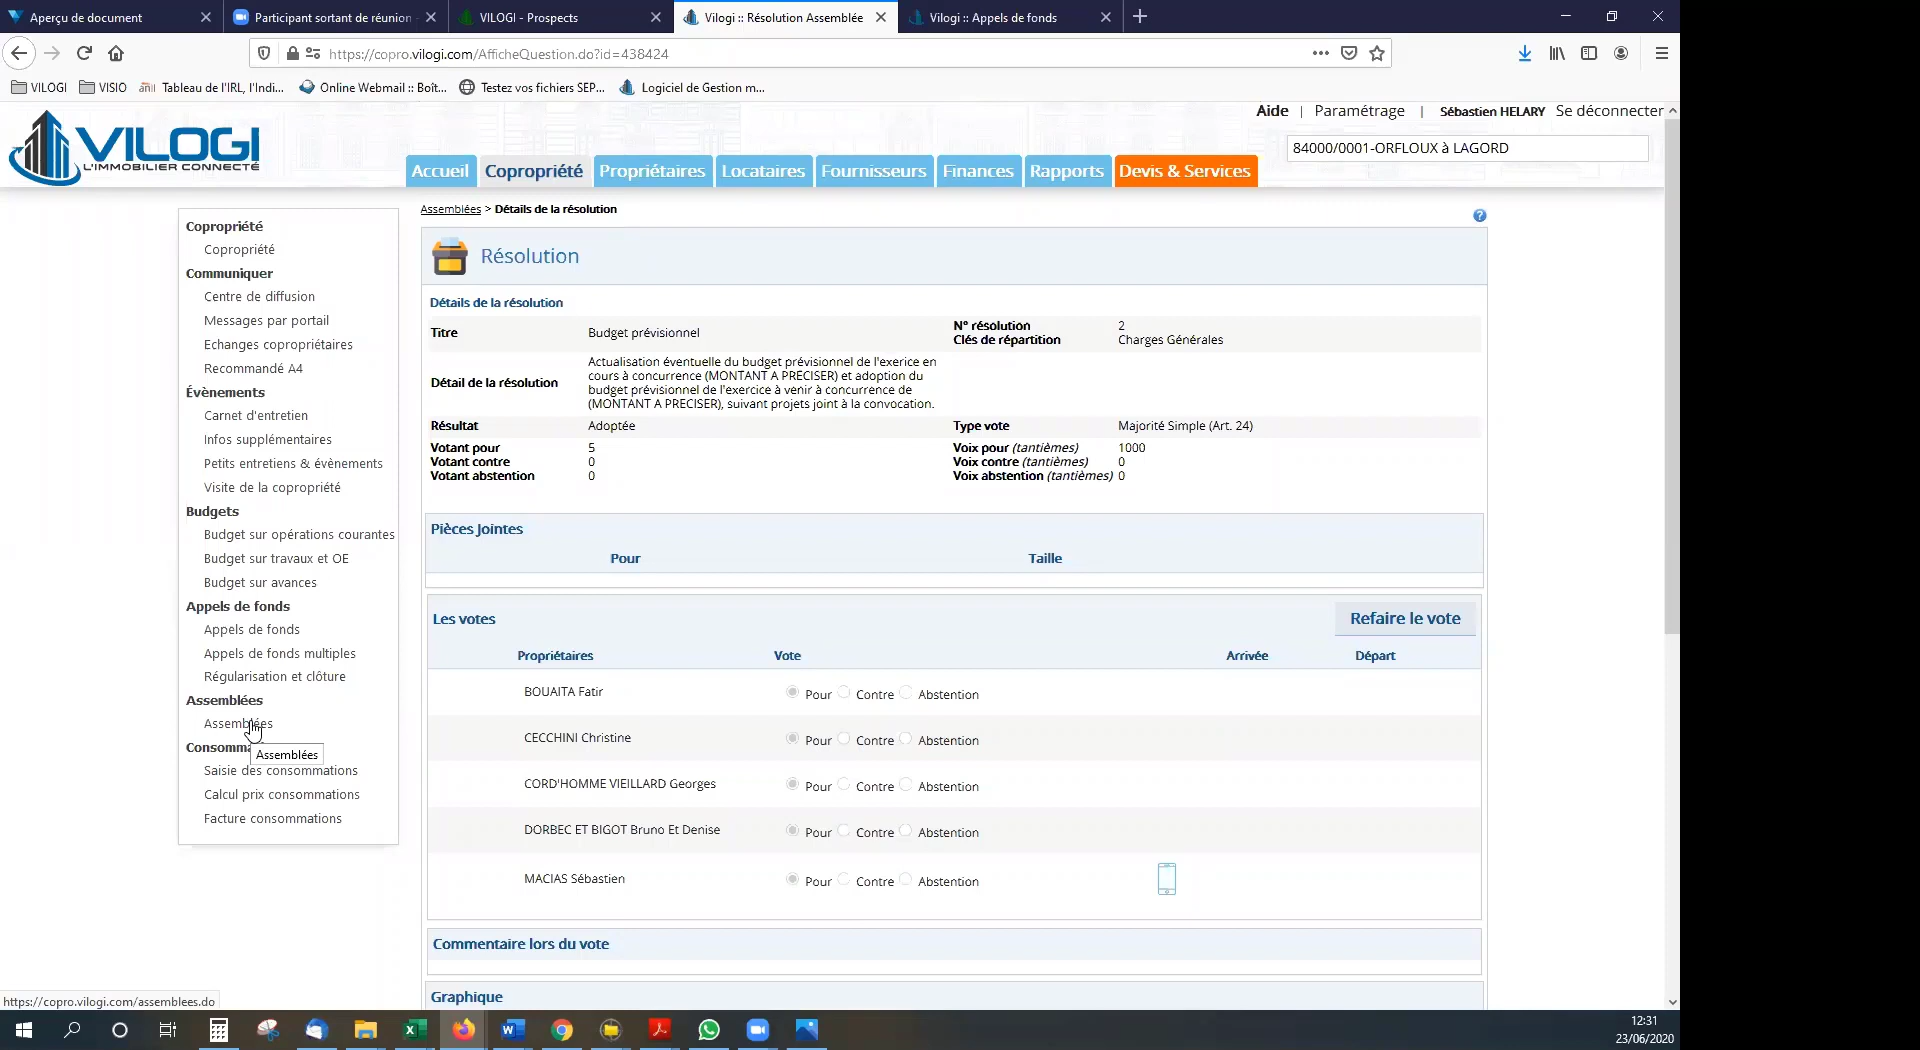 Aperçu de document
Participant sortant de réunion
VILOGI - Prospects
Vilogi :: Résolution Assemblée
Vilogi :: Appels de fonds
https://copro.vilogi.com/AfficheQuestion.do?id=438424
VILOGI
VISIO
Tableau de l'IRL, l'Indi...
Online Webmail :: Boît...
Testez vos fichiers SEP...
Logiciel de Gestion m...
Aide | Paramétrage | Sébastien HELARY Se déconnecter
VILOGI
L'IMMOBILIER CONNECTÉ
84000/0001-ORFLOUX à LAGORD
Accueil Copropriété Propriétaires Locataires Fournisseurs Finances Rapports Devis & Services
Copropriété
Copropriété
Communiquer
Centre de diffusion
Messages par portail
Echanges copropriétaires
Recommandé A4
Évènements
Carnet d'entretien
Infos supplémentaires
Petits entretiens & évènements
Visite de la copropriété
Budgets
Budget sur opérations courantes
Budget sur travaux et OE
Budget sur avances
Appels de fonds
Appels de fonds
Appels de fonds multiples
Régularisation et clôture
Assemblées
Assemblées
Consomma
Assemblées
Saisie des consommations
Calcul prix consommations
Facture consommations
Assemblées > Détails de la résolution
Résolution
Détails de la résolution
Titre Budget prévisionnel
N° résolution 2
Clés de répartition Charges Générales
Détail de la résolution
Actualisation éventuelle du budget prévisionnel de l'exerice en
cours à concurrence (MONTANT A PRECISER) et adoption du
budget prévisionnel de l'exercice à venir à concurrence de
(MONTANT A PRECISER), suivant projets joint à la convocation.
Résultat Adoptée Type vote Majorité Simple (Art. 24)
Votant pour 5 Voix pour (tantièmes) 1000
Votant contre 0 Voix contre (tantièmes) 0
Votant abstention 0 Voix abstention (tantièmes) 0
Pièces Jointes
Pour Taille
Les votes Refaire le vote
Propriétaires Vote Arrivée Départ
BOUAITA Fatir Pour Contre Abstention
CECCHINI Christine Pour Contre Abstention
CORD'HOMME VIEILLARD Georges Pour Contre Abstention
DORBEC ET BIGOT Bruno Et Denise Pour Contre Abstention
MACIAS Sébastien Pour Contre Abstention
Commentaire lors du vote
Graphique
https://copro.vilogi.com/assemblees.do
12:31
23/06/2020